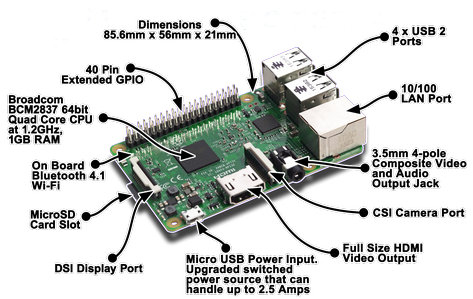 Dimensions
85.6mm x 56mm x 21mm
4 x USB 2
Ports
40 Pin
Extended GPIO
10/100
LAN Port
Broadcom
BCM2837 64bit
Quad Core CPU
at 1.2GHz,
1GB RAM
3.5mm 4-pole
Composite Video
and Audio
Output Jack
On Board
Bluetooth 4.1
Wi-Fi
MicroSD
Card Slot
CSI Camera Port
DSI Display Port
Full Size HDMI
Video Output
Micro USB Power Input.
Upgraded switched
power source that can
handle up to 2.5 Amps
HDMI